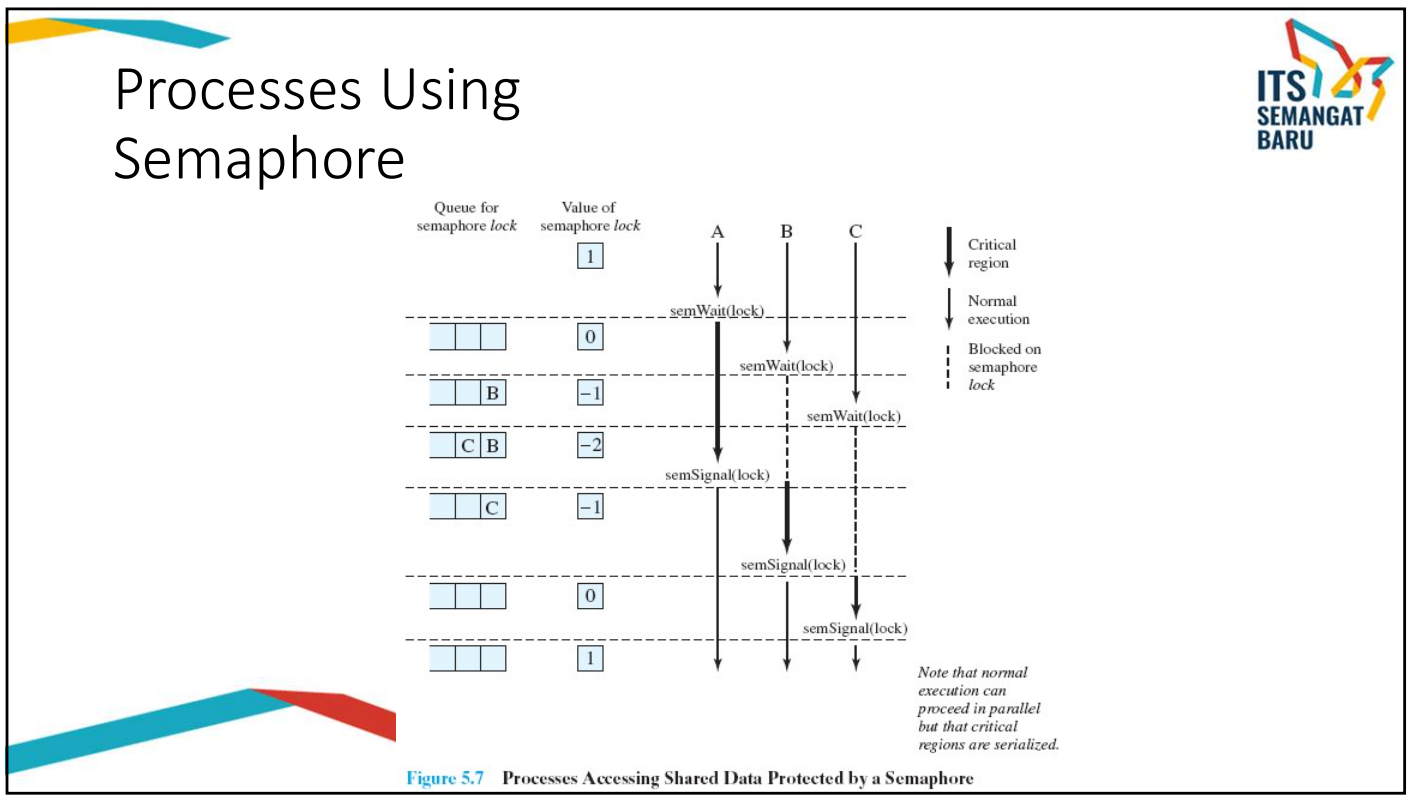 Processes Using
Semaphore
ITS
SEMANGAT
BARU
Queue for
semaphore lock
Value of
semaphore lock
1
A
B
C
Critical
region
Normal
execution
Blocked on
semaphore
lock
semWait(lock)
0
semWait(lock)
B
−1
semWait(lock)
C B
−2
semSignal(lock)
C
−1
semSignal(lock)
0
semSignal(lock)
1
Note that normal
execution can
proceed in parallel
but that critical
regions are serialized.
Figure 5.7 Processes Accessing Shared Data Protected by a Semaphore